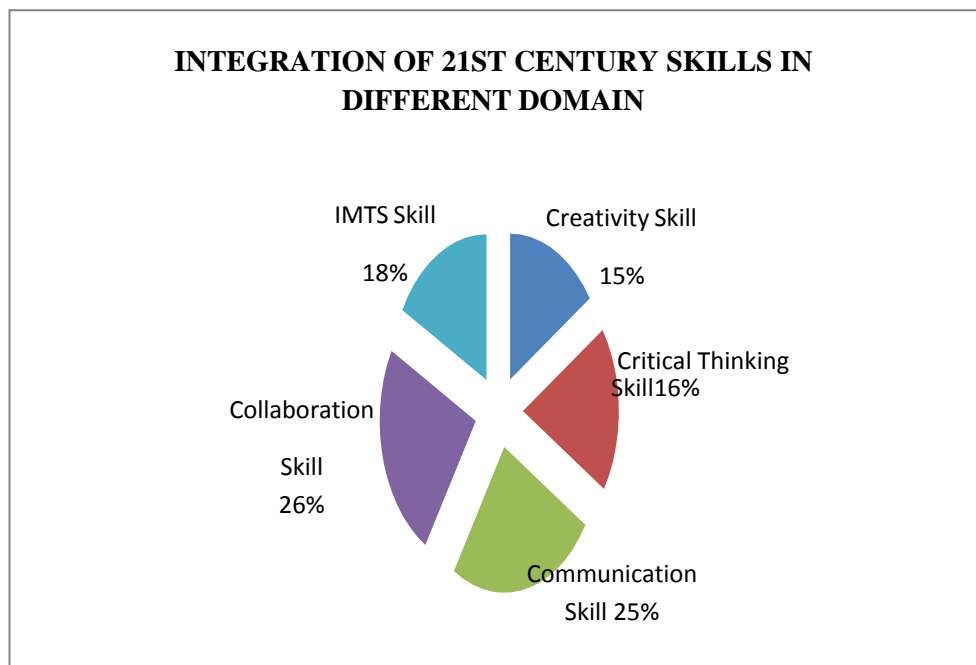 INTEGRATION OF 21ST CENTURY SKILLS IN
DIFFERENT DOMAIN
IMTS Skill
18%
Creativity Skill
15%
Critical Thinking
Skill16%
Collaboration
Skill
26%
Communication
Skill 25%